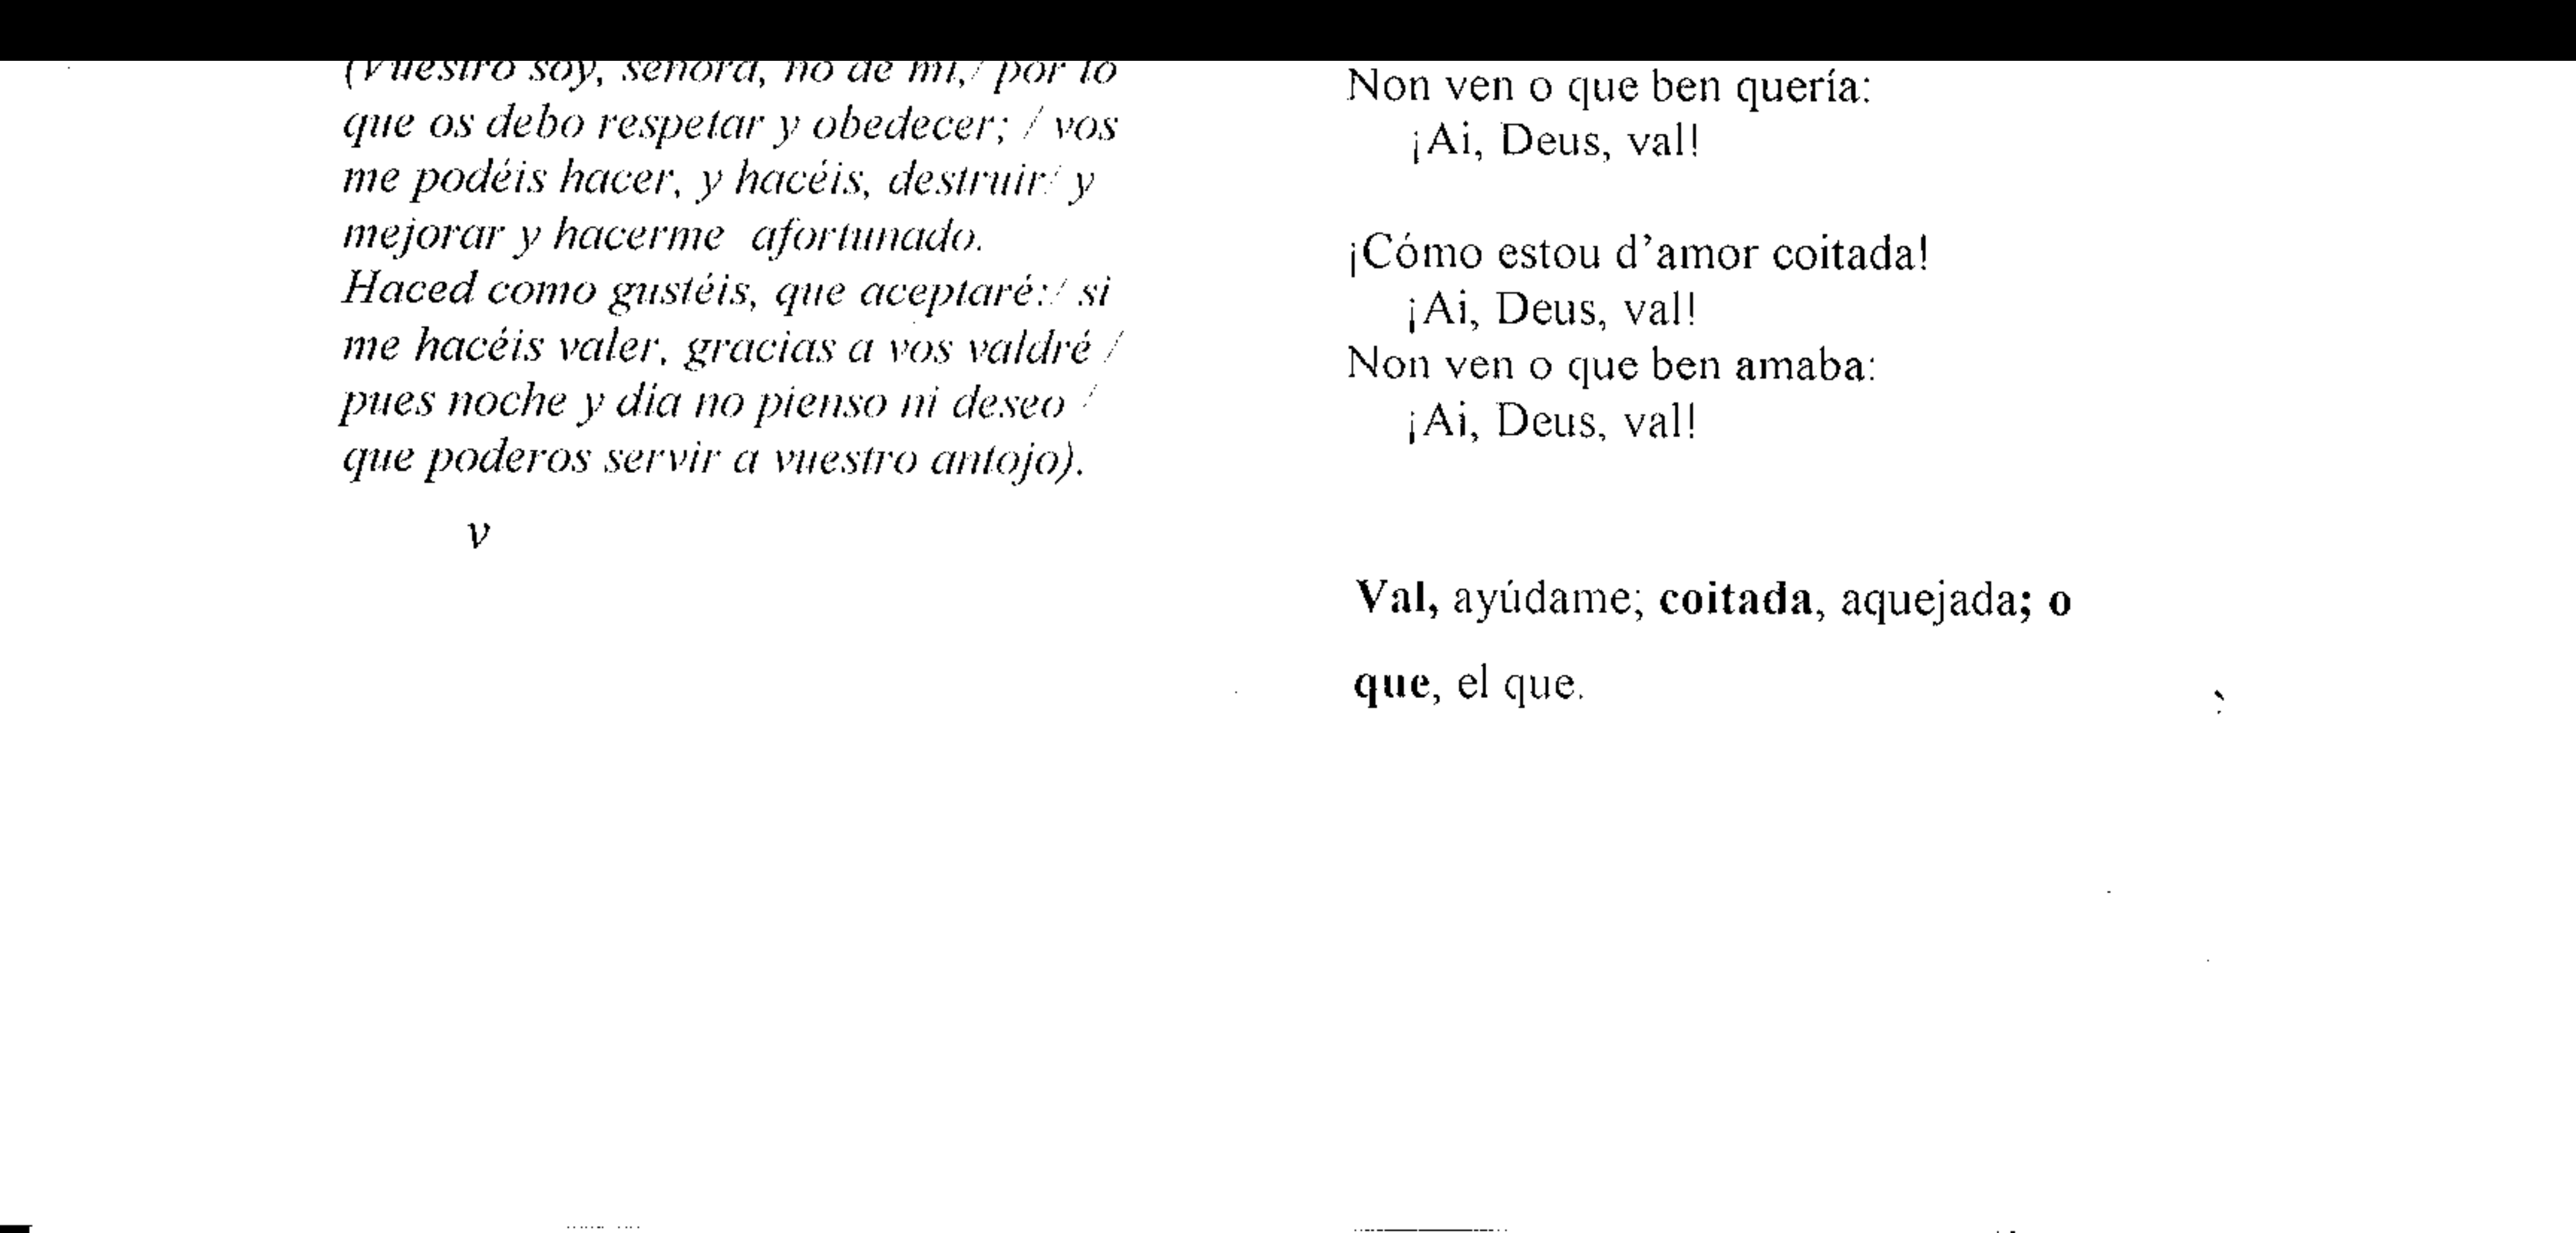 (Vuestro soy, señora, no de mí,/ por lo
que os debo respetar y obedecer; / vos
me podéis hacer, y hacéis, destruir/ y
mejorar y hacerme afortunado.
Haced como gustéis, que aceptaré:/ si
me hacéis valer, gracias a vos valdré /
pues noche y dia no pienso ni deseo /
que poderos servir a vuestro antojo).
v
Non ven o que ben quería:
¡Ai, Deus, val!
¡Cómo estou d’amor coitada!
¡Ai, Deus, val!
Non ven o que ben amaba:
¡Ai, Deus, val!
Val, ayúdame; coitada, aquejada; o
que, el que.